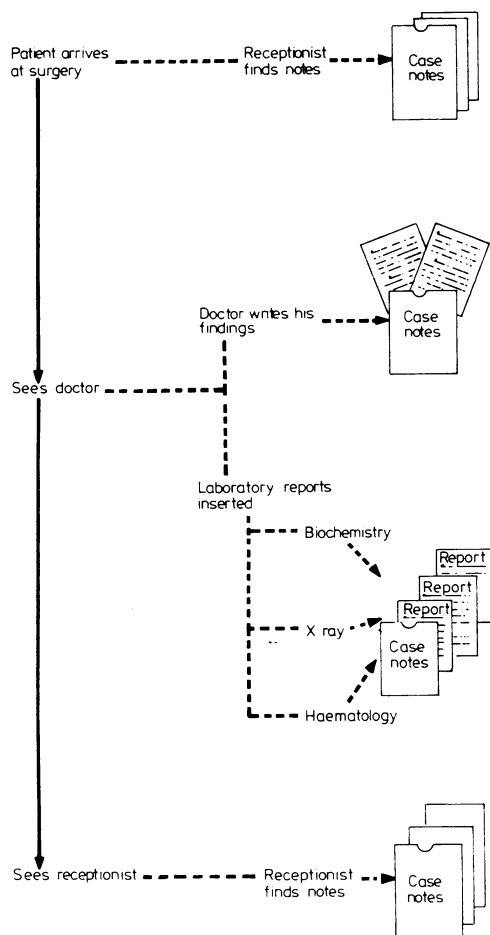 Patient arrives
at surgery
Receptionist
finds notes
Case
notes
Doctor writes his
findings
Case
notes
Sees doctor
Laboratory reports
inserted
Biochemistry
Report
Report
Report
X ray
Case
notes
Haematology
Sees receptionist
Receptionist
finds notes
Case
notes